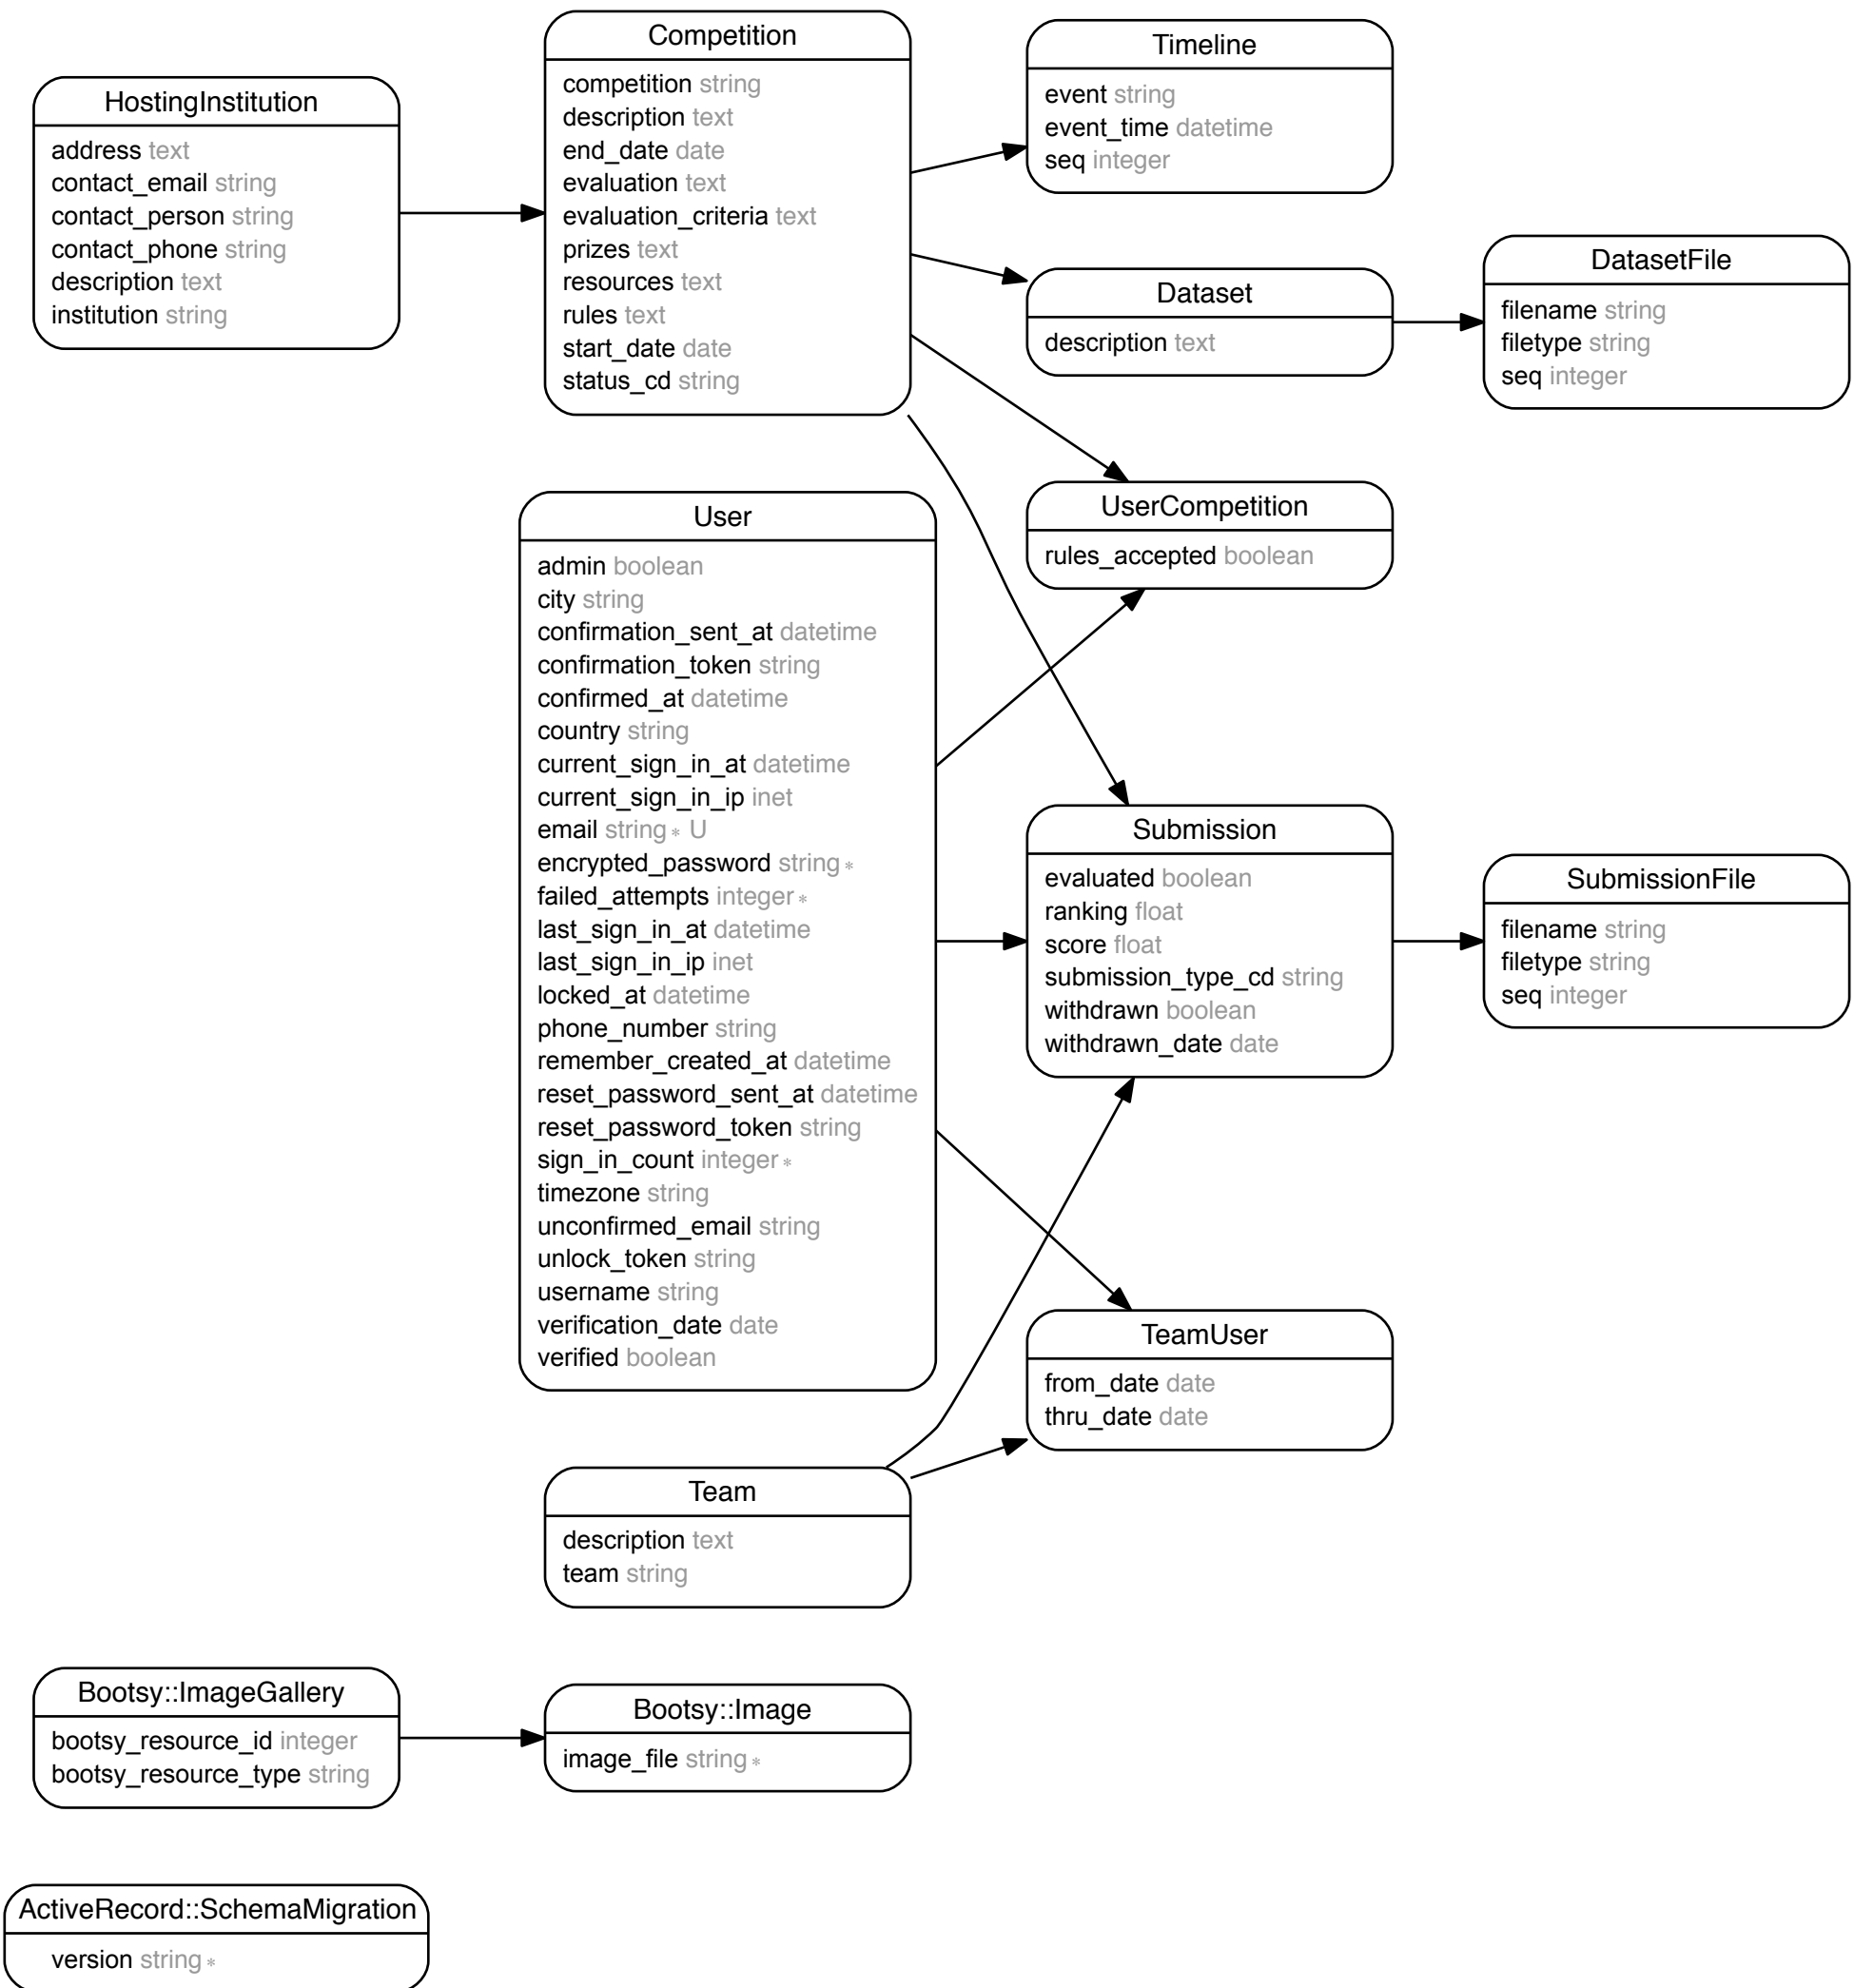 HostingInstitution
address text
contact_email string
contact_person string
contact_phone string
description text
institution string
Competition
competition string
description text
end_date date
evaluation text
evaluation_criteria text
prizes text
resources text
rules text
start_date date
status_cd string
Timeline
event string
event_time datetime
seq integer
Dataset
description text
DatasetFile
filename string
filetype string
seq integer
UserCompetition
rules_accepted boolean
User
admin boolean
city string
confirmation_sent_at datetime
confirmation_token string
confirmed_at datetime
country string
current_sign_in_at datetime
current_sign_in_ip inet
email string * U
encrypted_password string *
failed_attempts integer *
last_sign_in_at datetime
last_sign_in_ip inet
locked_at datetime
phone_number string
remember_created_at datetime
reset_password_sent_at datetime
reset_password_token string
sign_in_count integer *
timezone string
unconfirmed_email string
unlock_token string
username string
verification_date date
verified boolean
Submission
evaluated boolean
ranking float
score float
submission_type_cd string
withdrawn boolean
withdrawn_date date
SubmissionFile
filename string
filetype string
seq integer
TeamUser
from_date date
thru_date date
Team
description text
team string
Bootsy::ImageGallery
bootsy_resource_id integer
bootsy_resource_type string
Bootsy::Image
image_file string *
ActiveRecord::SchemaMigration
version string *